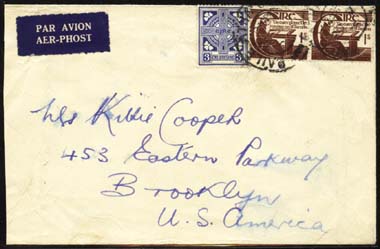 PAR AVION
AER-PHOST
Mrs Kittie Cooper
453 Eastern Parkway
Brooklyn
U.S. America